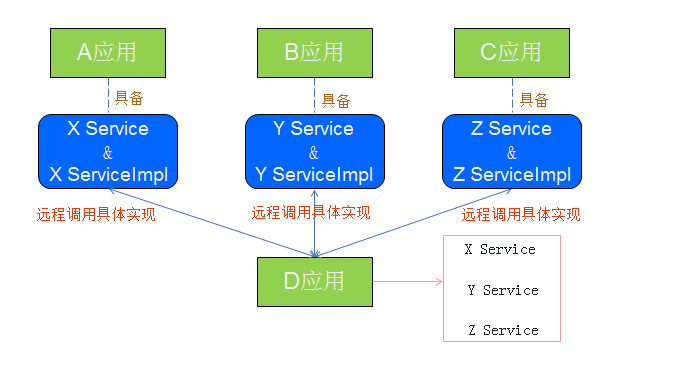 A应用
B应用
C应用
具备
具备
具备
X Service
&
X ServiceImpl
Y Service
&
Y ServiceImpl
Z Service
&
Z ServiceImpl
远程调用具体实现
远程调用具体实现
远程调用具体实现
D应用
X Service
Y Service
Z Service